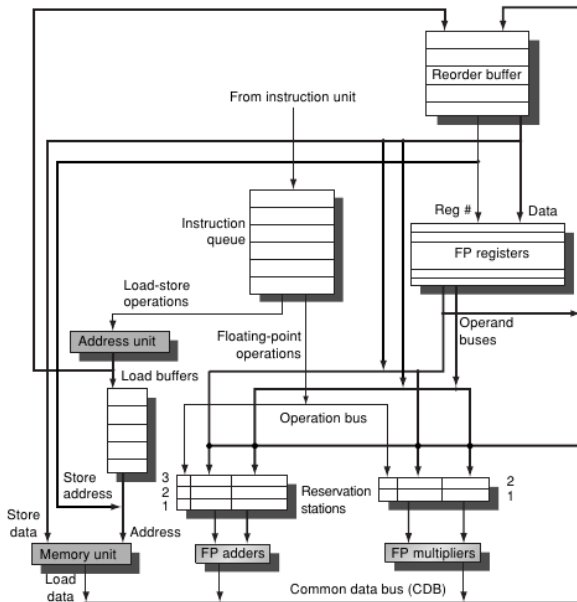 Reorder buffer
From instruction unit
Reg #
Data
Instruction
queue
FP registers
Load-store
operations
Operand
buses
Address unit
Floating-point
operations
Load buffers
Operation bus
Store
address
3
2
1
Reservation
stations
2
1
Store
data
Address
Memory unit
FP adders
FP multipliers
Load
data
Common data bus (CDB)